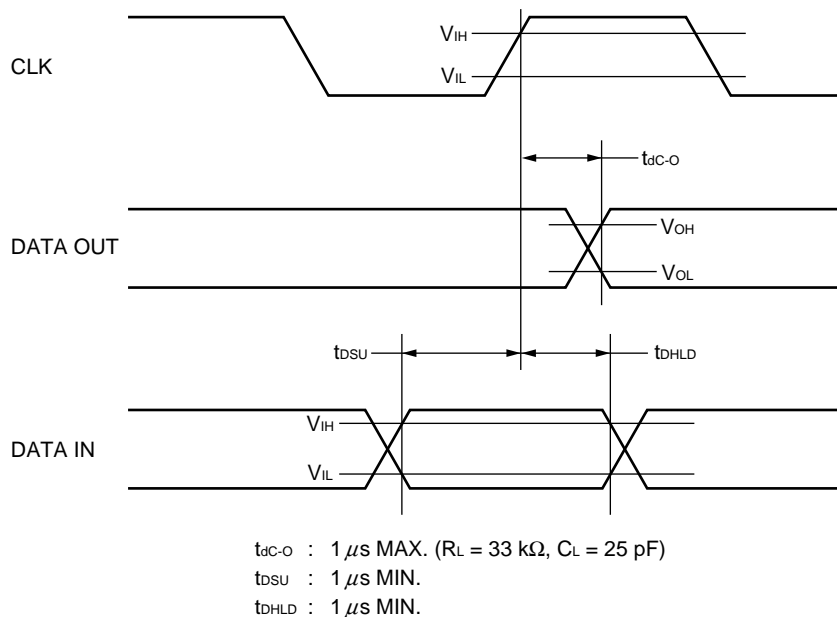 CLK
VIH
VIL
tdC-O
DATA OUT
VOH
VOL
tDSU
tDHLD
DATA IN
VIH
VIL
tdC-O : 1 μs MAX. (RL = 33 kΩ, CL = 25 pF)
tDSU : 1 μs MIN.
tDHLD : 1 μs MIN.